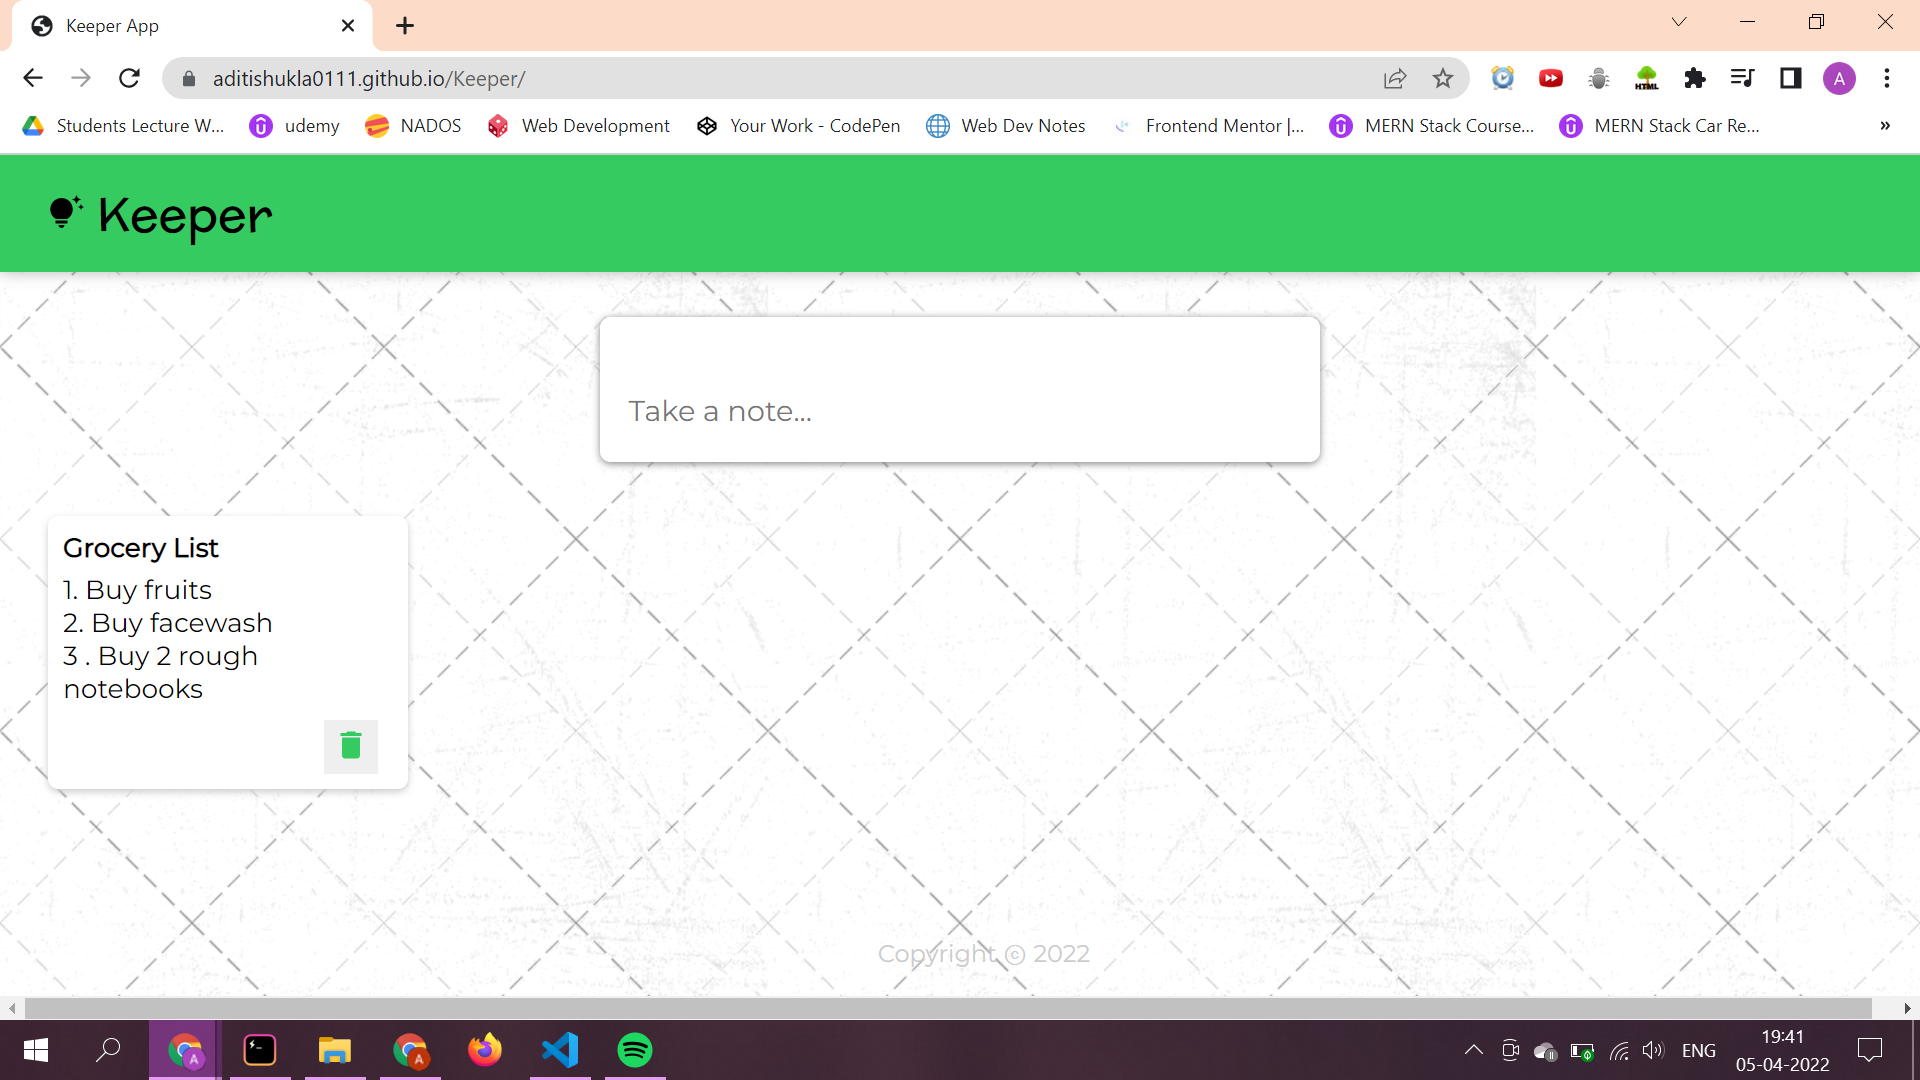 Keeper App
aditishukla0111.github.io/Keeper/
A
HTML
Students Lecture W...
udemy
NADOS
Web Development
Your Work - CodePen
Web Dev Notes
Frontend Mentor |...
MERN Stack Course...
MERN Stack Car Re...
»
Keeper
Take a note...
Grocery List
1. Buy fruits
2. Buy facewash
3 . Buy 2 rough
notebooks
Copyright © 2022
A
A
ENG
19:41
05-04-2022